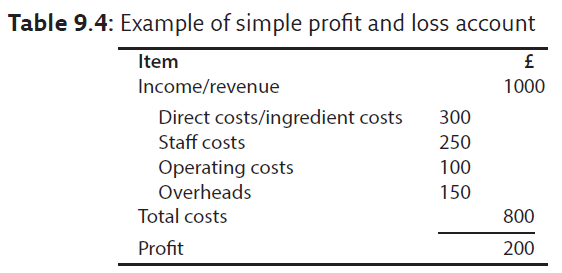 Table 9.4: Example of simple profit and loss account
Item £
Income/revenue 1000
Direct costs/ingredient costs 300
Staff costs 250
Operating costs 100
Overheads 150
Total costs 800
Profit 200